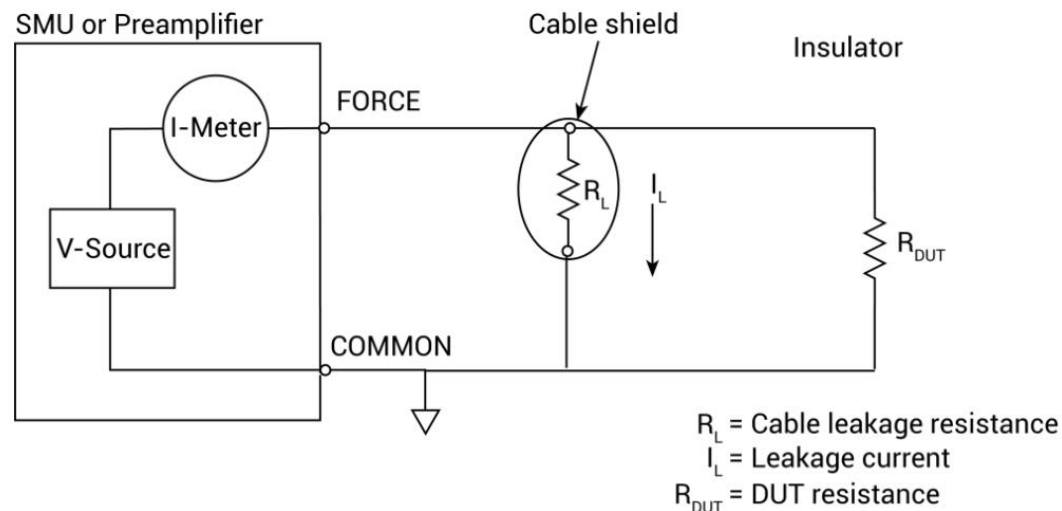 SMU or Preamplifier
Cable shield
Insulator
FORCE
I-Meter
R_L
I_L
V-Source
R_DUT
COMMON
R_L = Cable leakage resistance
I_L = Leakage current
R_DUT = DUT resistance